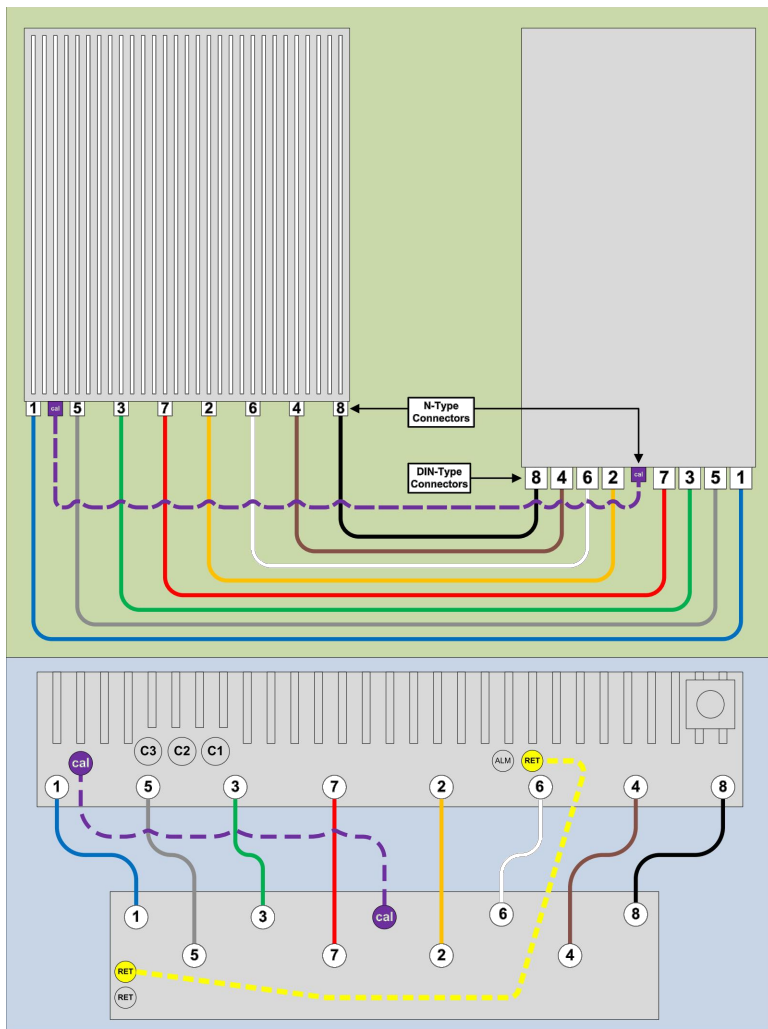 1 cal 5 3 7 2 6 4 8
N-Type
Connectors
DIN-Type
Connectors
8 4 6 2 cal 7 3 5 1
cal C3 C2 C1 ALM RET
1 5 3 7 2 6 4 8
1 3 cal 6 8
5 7 2 4
RET
RET